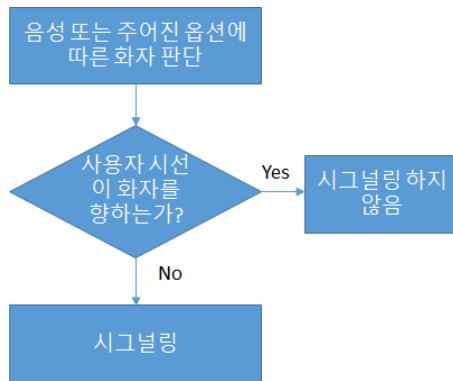 음성 또는 주어진 옵션에
따른 화자 판단
사용자 시선
이 화자를
향하는가?
Yes
시그널링 하지
않음
No
시그널링